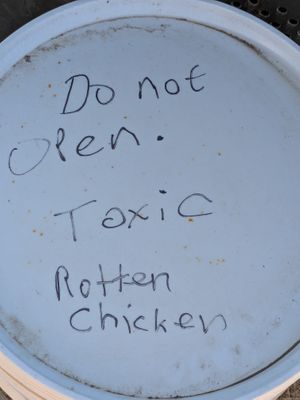 Do not
Open.
Toxic
Rotten
Chicken